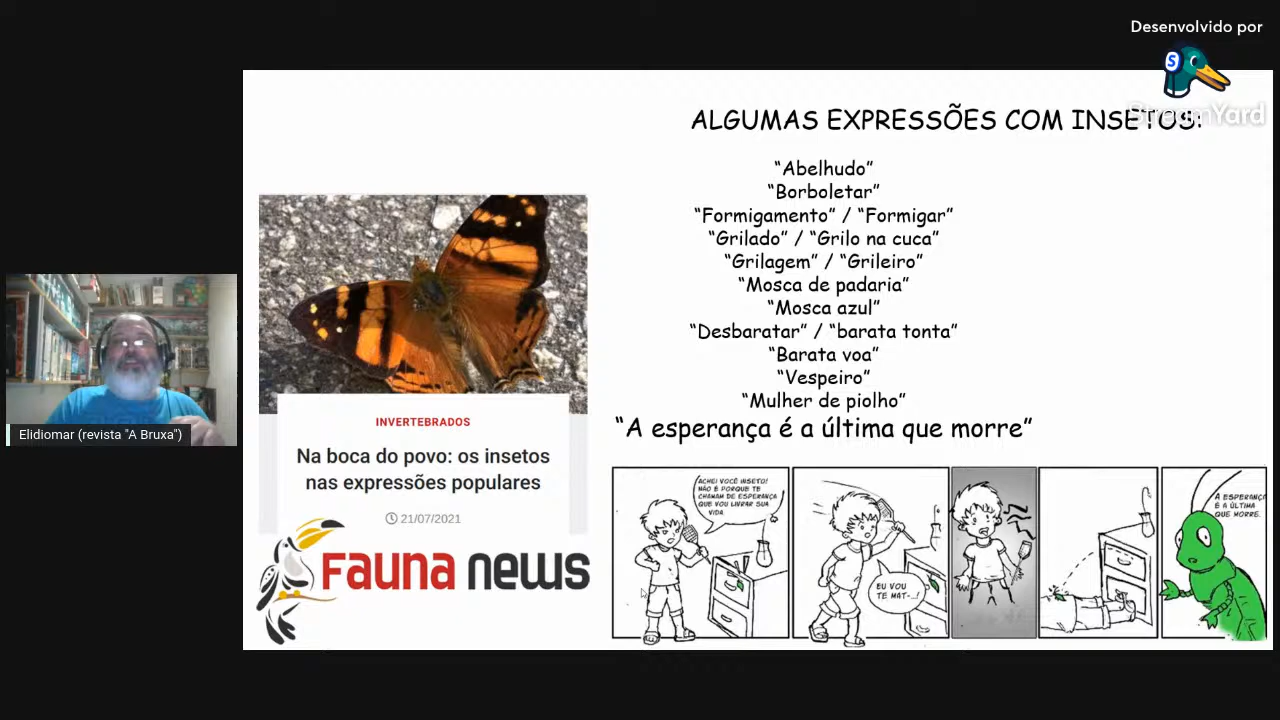 Desenvolvido por
StreamYard
ALGUMAS EXPRESSÕES COM INSETOS:
“Abelhudo”
“Borboletar”
“Formigamento” / “Formigar”
“Grilado” / “Grilo na cuca”
“Grilagem” / “Grileiro”
“Mosca de padaria”
“Mosca azul”
“Desbaratar” / “barata tonta”
“Barata voa”
“Vespeiro”
“Mulher de piolho”
“A esperança é a última que morre”
INVERTEBRADOS
Na boca do povo: os insetos
nas expressões populares
21/07/2021
Fauna news
Elidiomar (revista "A Bruxa")
ACHEI VOCÊ INSETO!
NÃO É PORQUE TE
CHAMAM DE ESPERANÇA
QUE VOU LIVRAR SUA
VIDA
EU VOU
TE MAT-...!
A ESPERANÇA
É A ÚLTIMA
QUE MORRE.